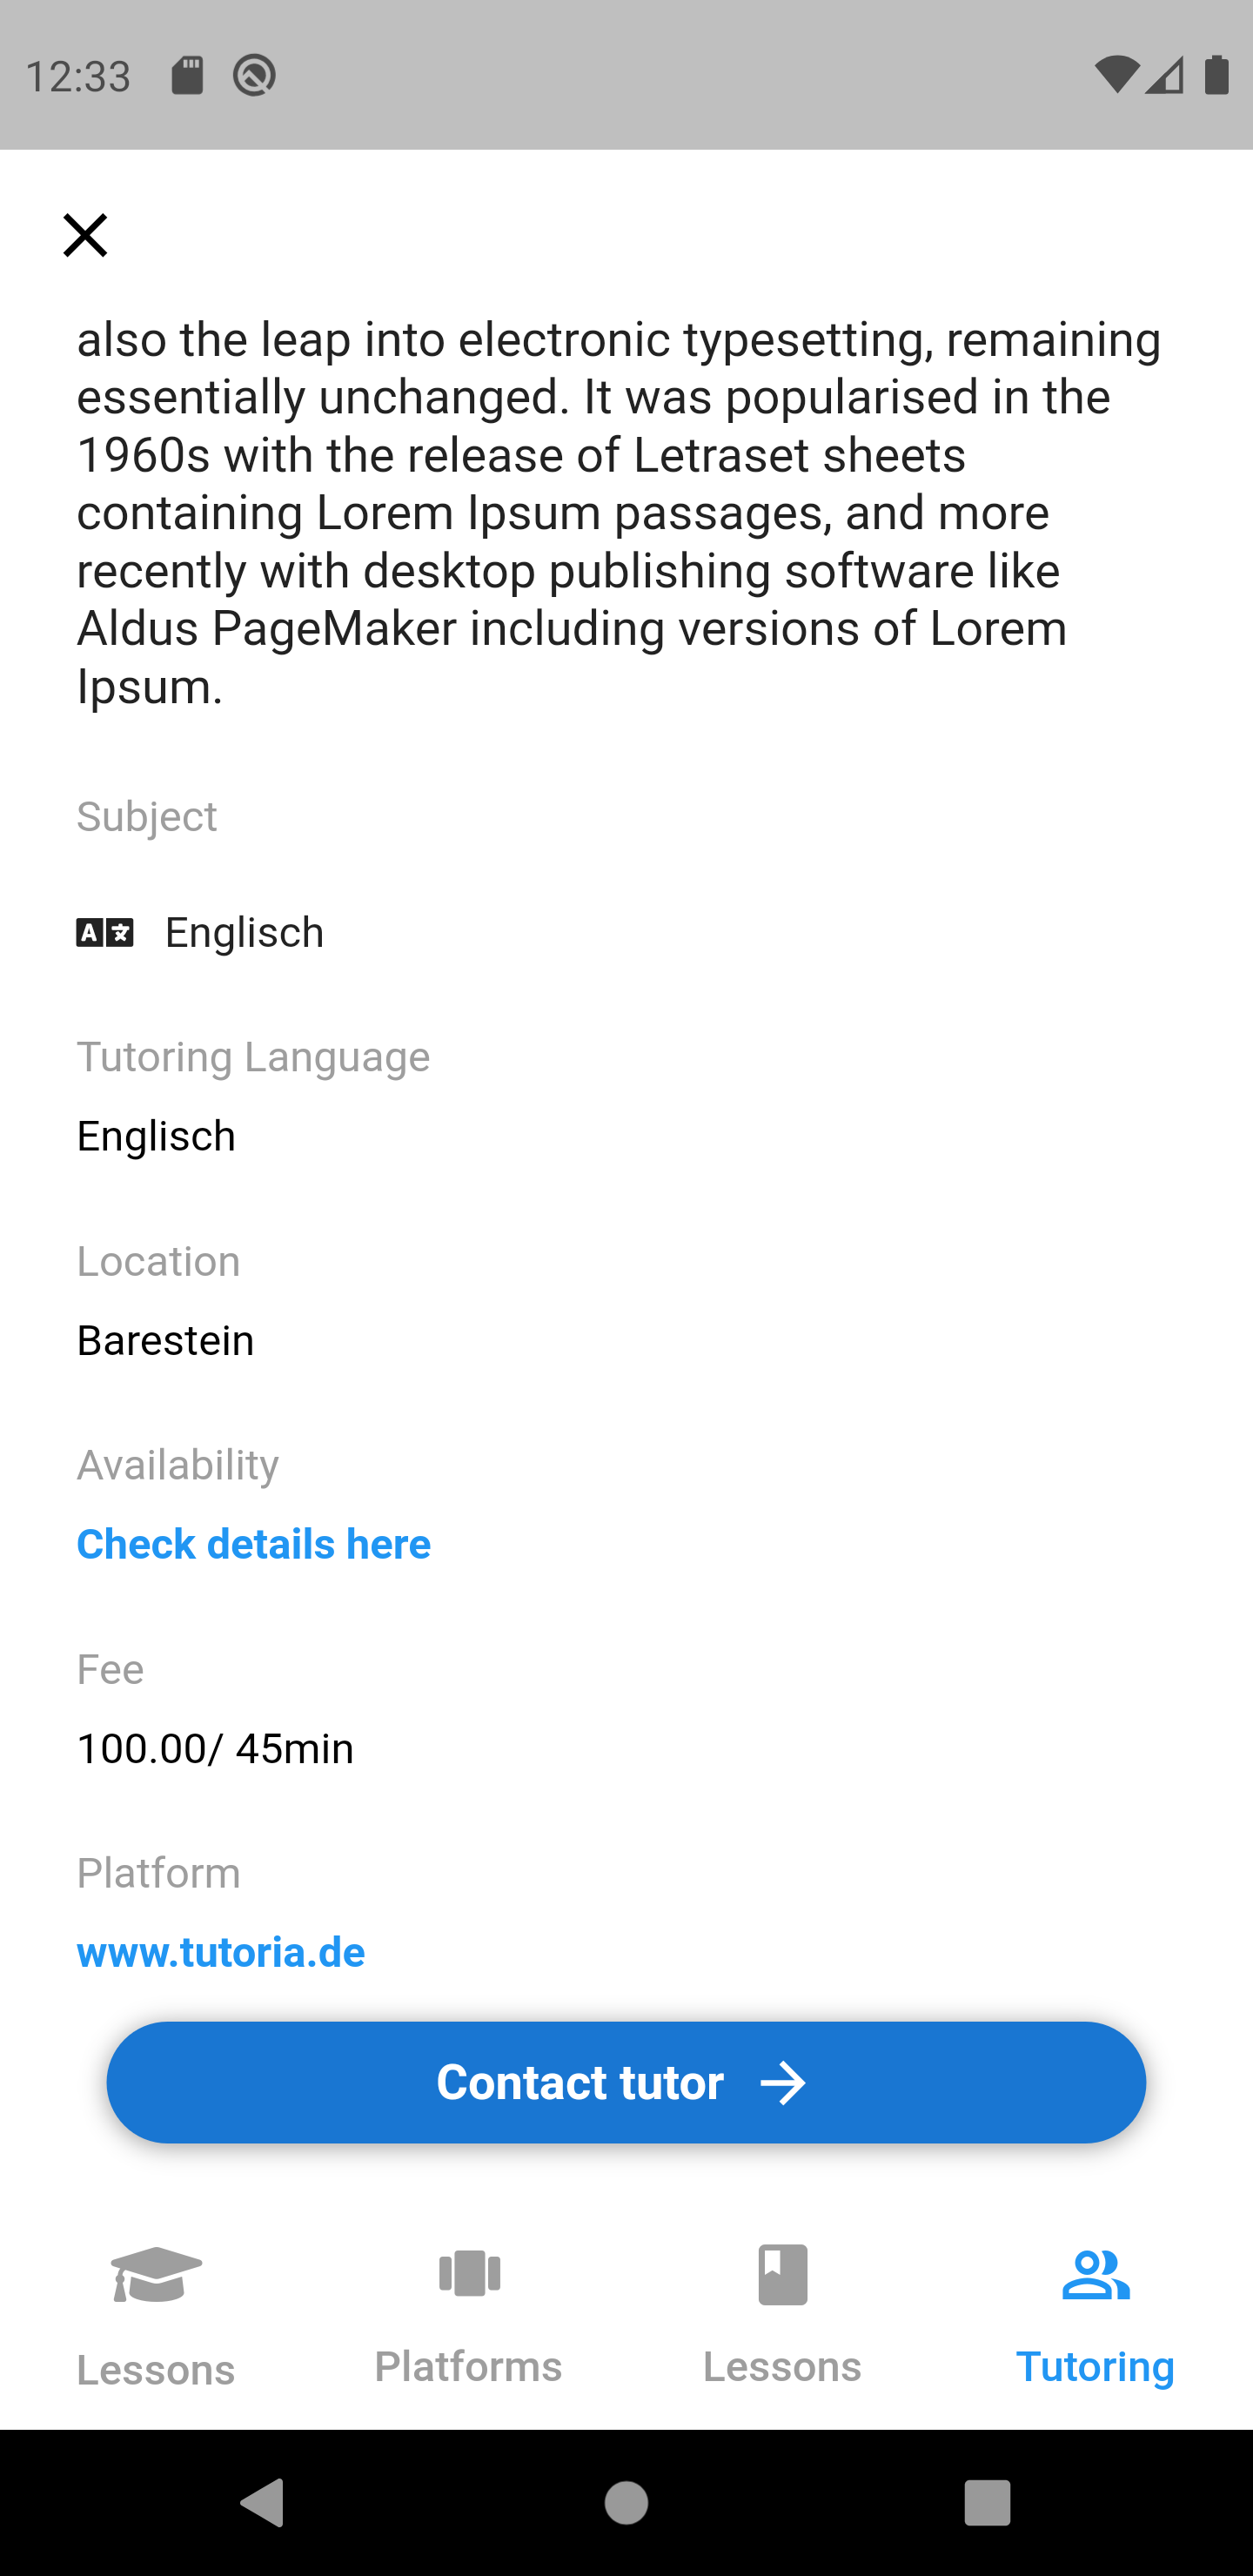 12:33
also the leap into electronic typesetting, remaining
essentially unchanged. It was popularised in the
1960s with the release of Letraset sheets
containing Lorem Ipsum passages, and more
recently with desktop publishing software like
Aldus PageMaker including versions of Lorem
Ipsum.
Subject
A文 Englisch
Tutoring Language
Englisch
Location
Barestein
Availability
Check details here
Fee
100.00/ 45min
Platform
www.tutoria.de
Contact tutor
Lessons Platforms Lessons Tutoring